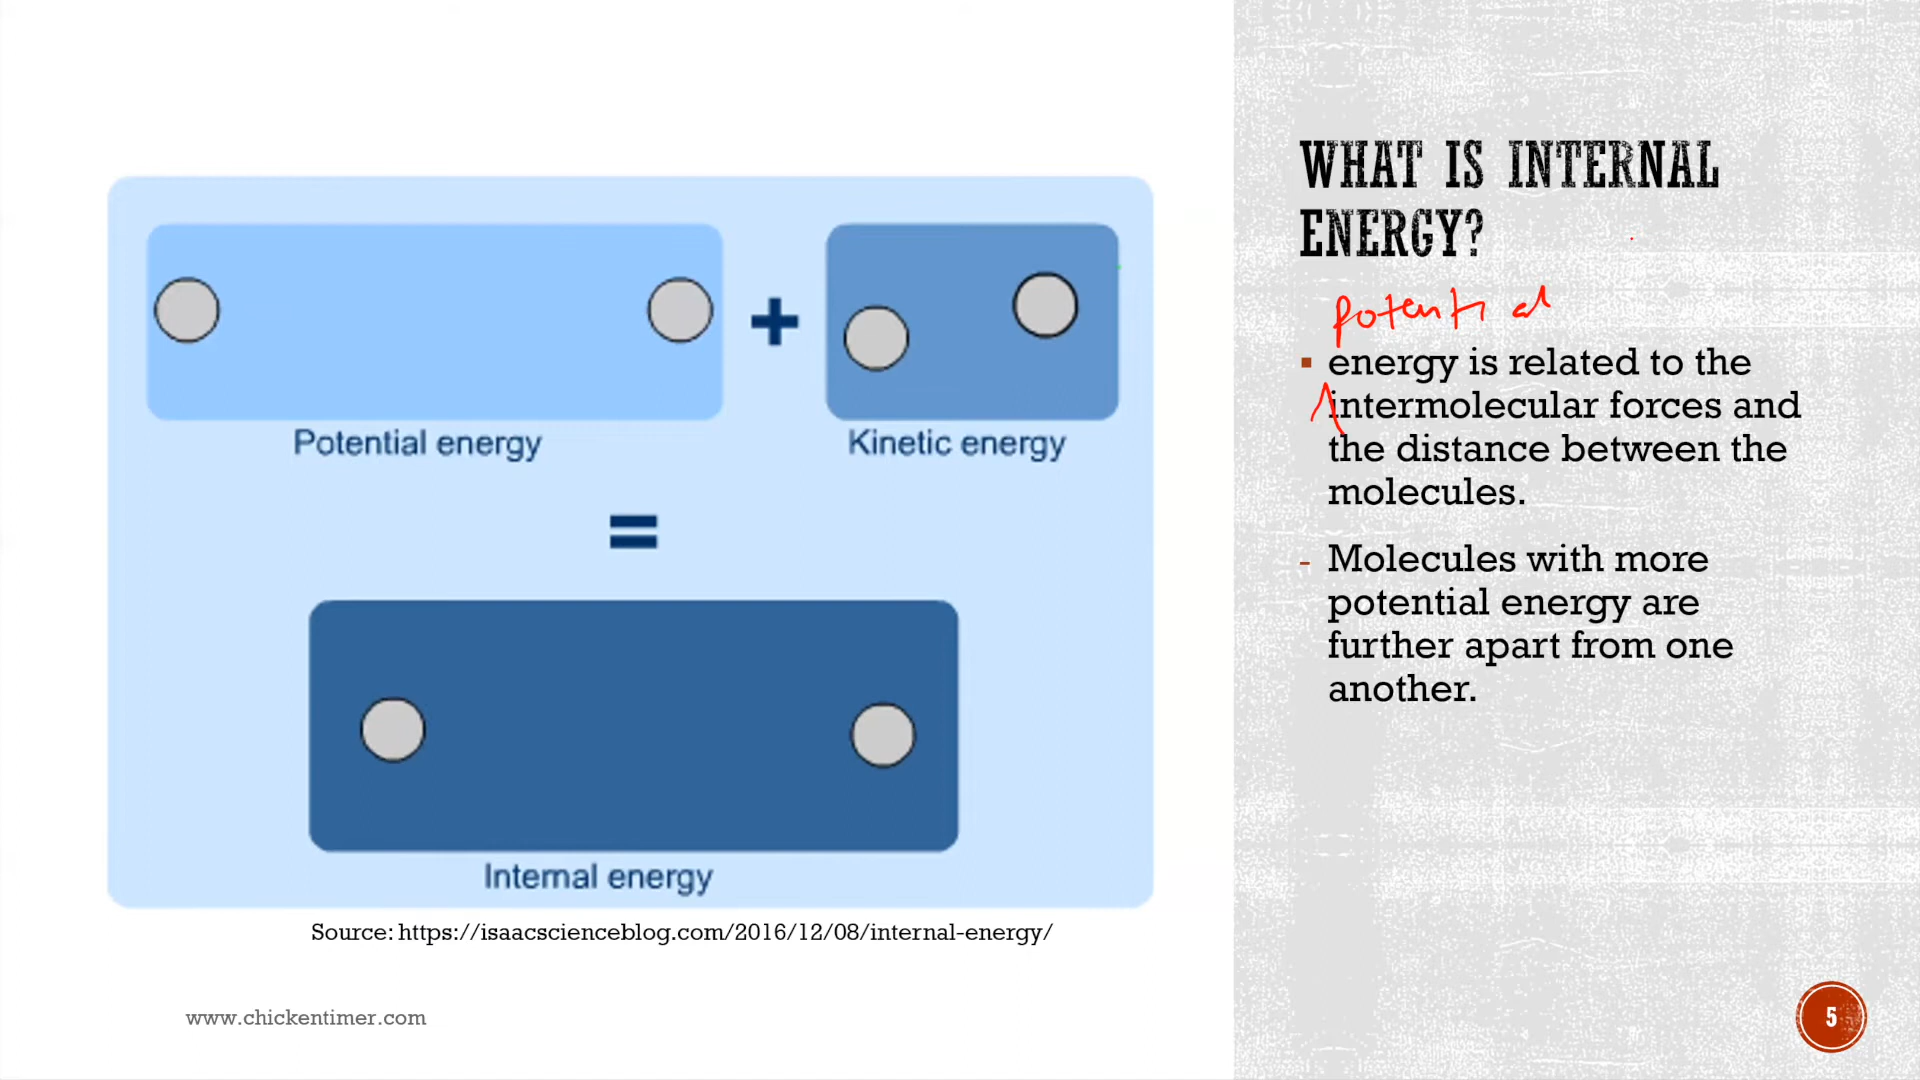 WHAT IS INTERNAL
ENERGY?
potential
▪ energy is related to the
intermolecular forces and
the distance between the
molecules.
- Molecules with more
potential energy are
further apart from one
another.
+
Potential energy
Kinetic energy
=
Internal energy
Source: https://isaacscienceblog.com/2016/12/08/internal-energy/
www.chickentimer.com
5